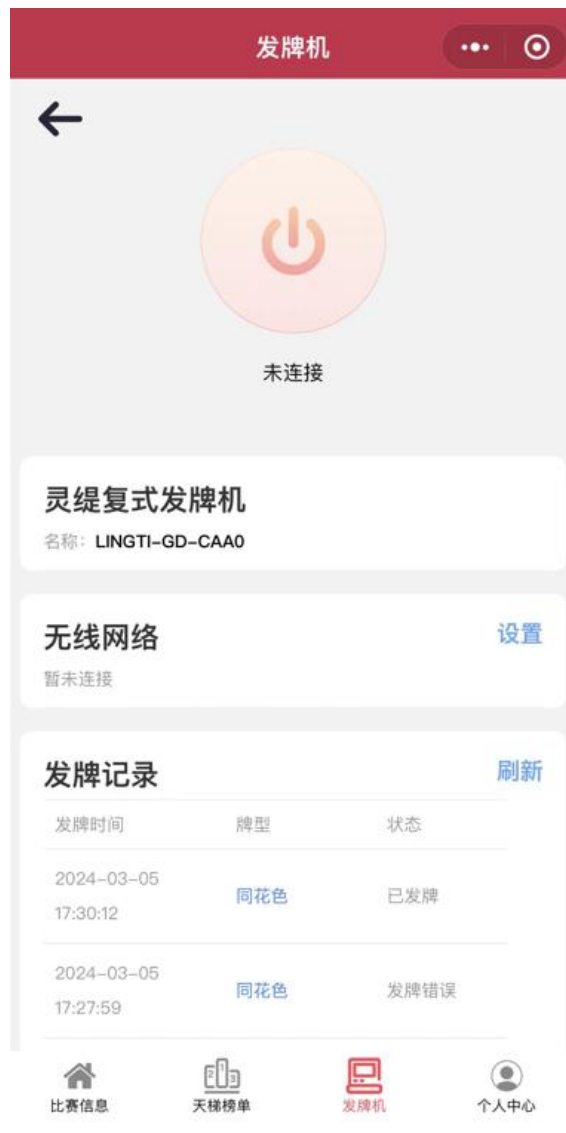 发牌机
未连接
灵缇复式发牌机
名称: LINGTI-GD-CAA0
无线网络 设置
暂未连接
发牌记录 刷新
发牌时间 牌型 状态
2024-03-05
17:30:12 同花色 已发牌
2024-03-05
17:27:59 同花色 发牌错误
2 1 3
比赛信息 天梯榜单 发牌机 个人中心